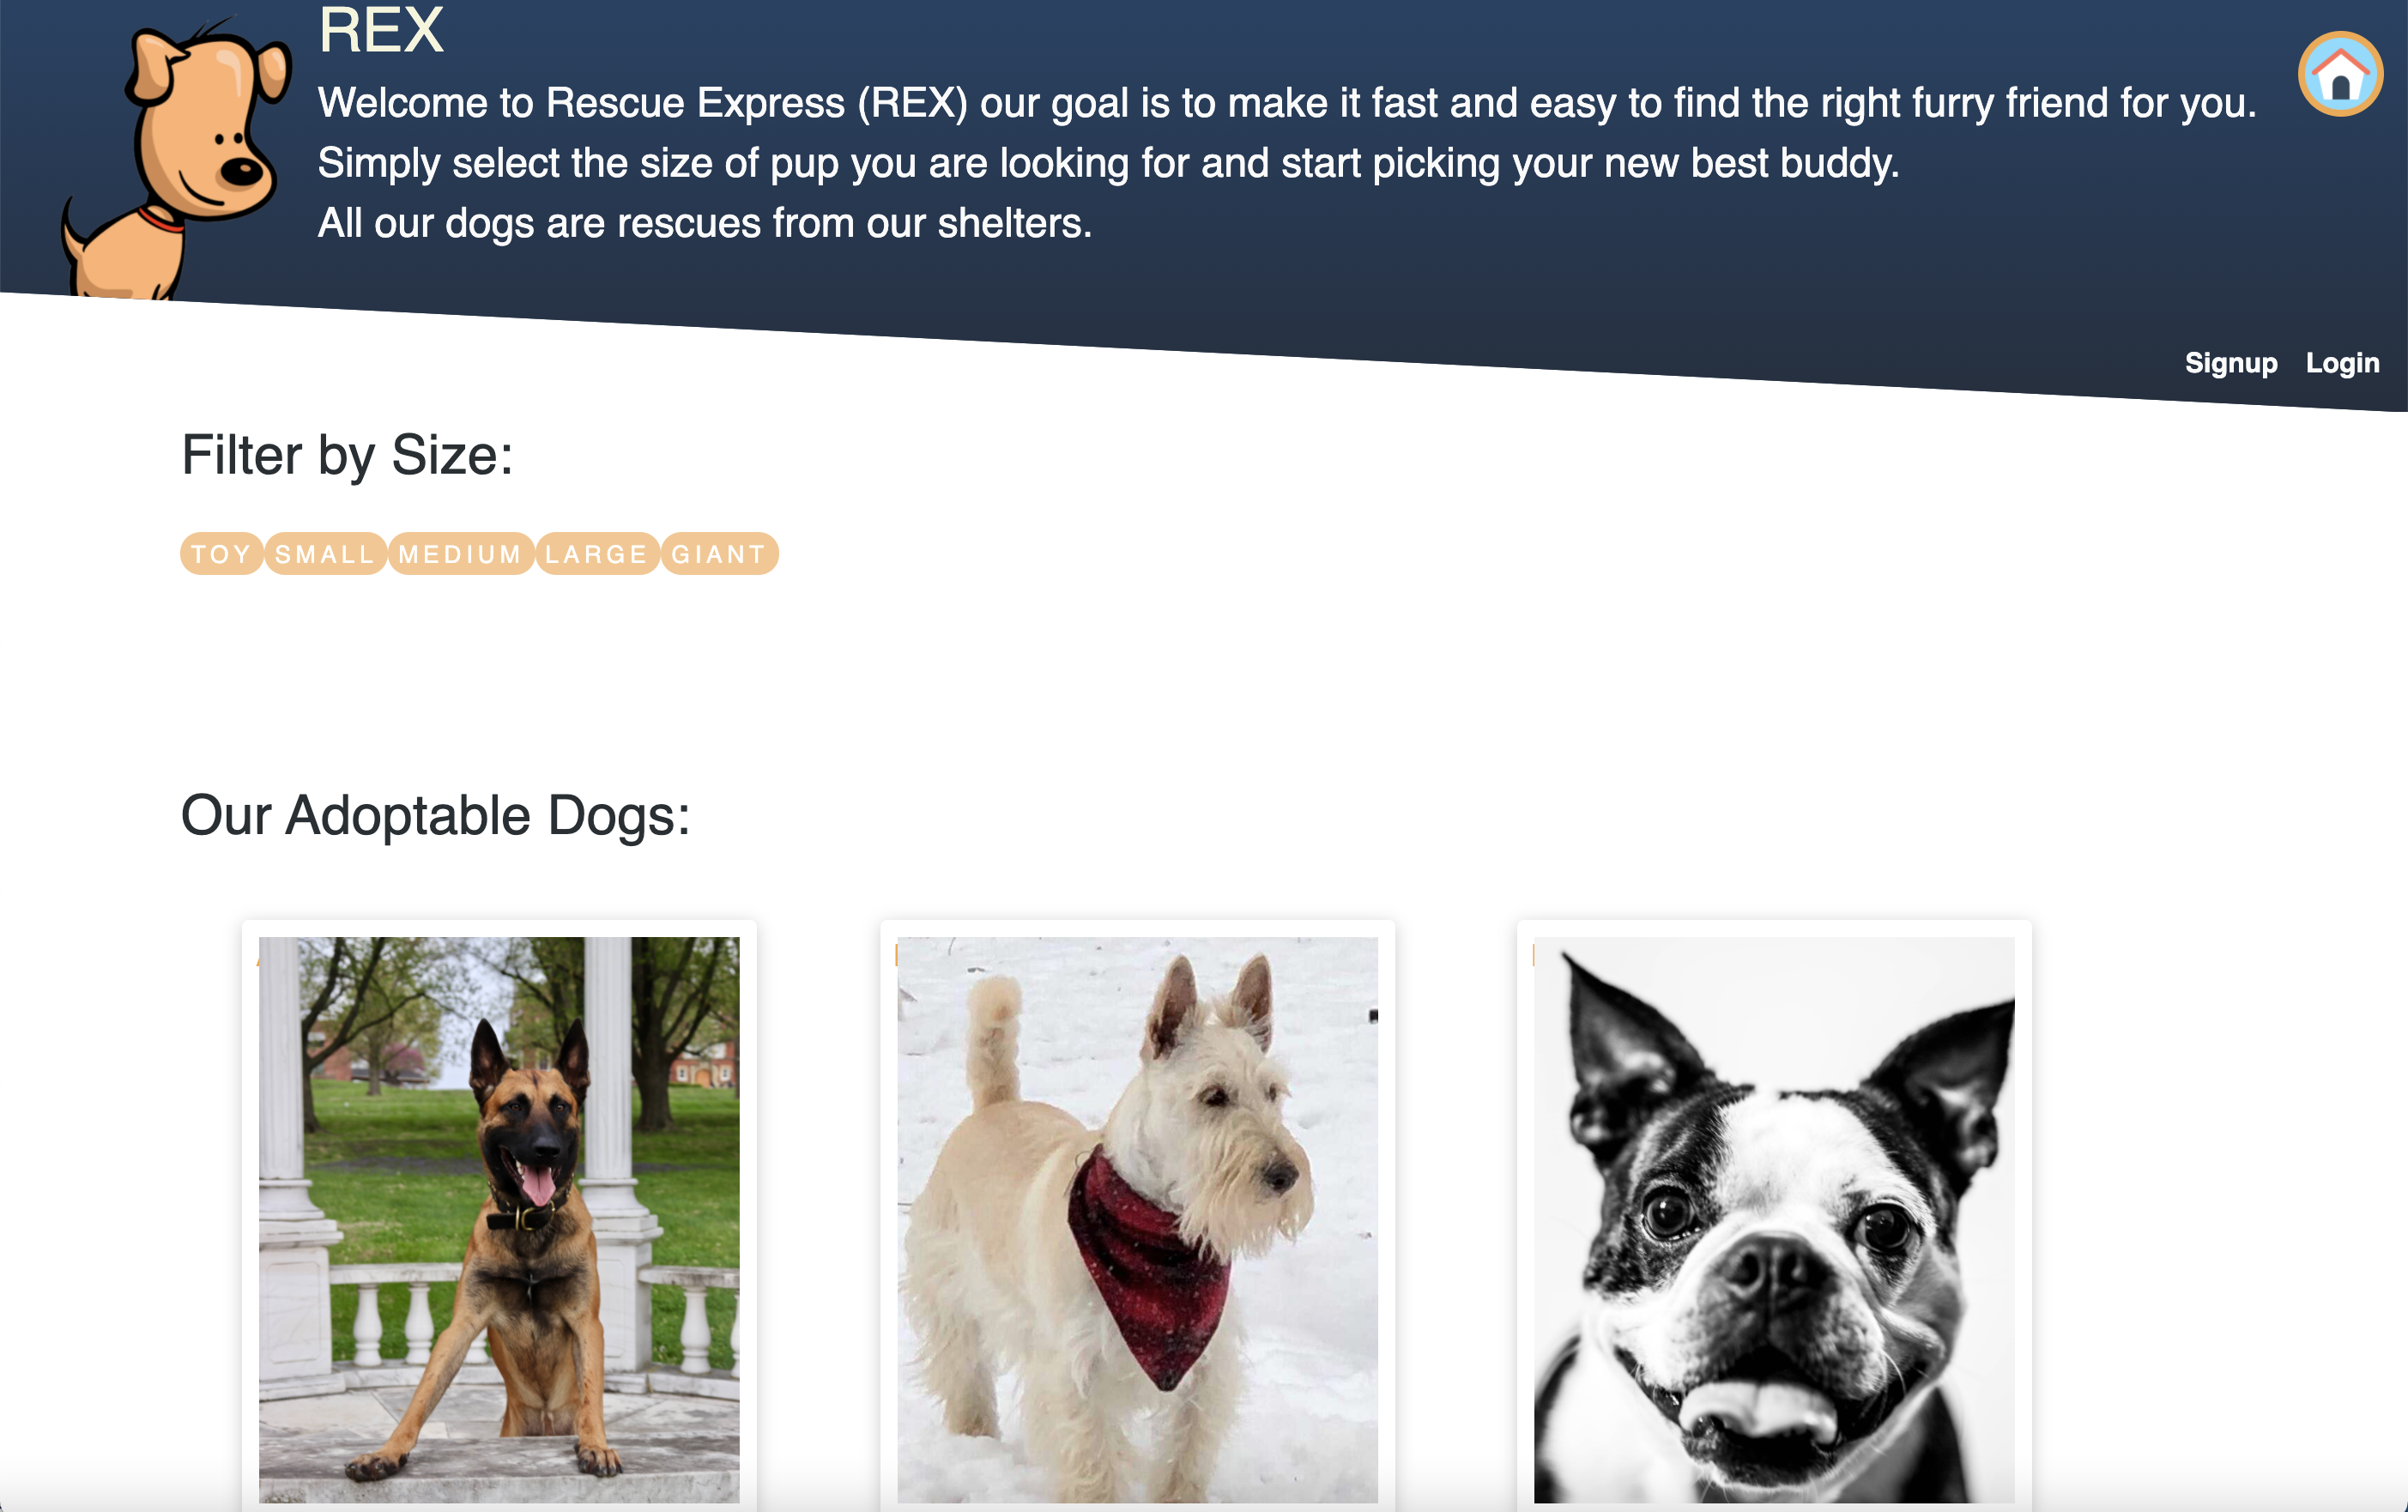 REX
Welcome to Rescue Express (REX) our goal is to make it fast and easy to find the right furry friend for you.
Simply select the size of pup you are looking for and start picking your new best buddy.
All our dogs are rescues from our shelters.
Signup Login
Filter by Size:
TOY SMALL MEDIUM LARGE GIANT
Our Adoptable Dogs: